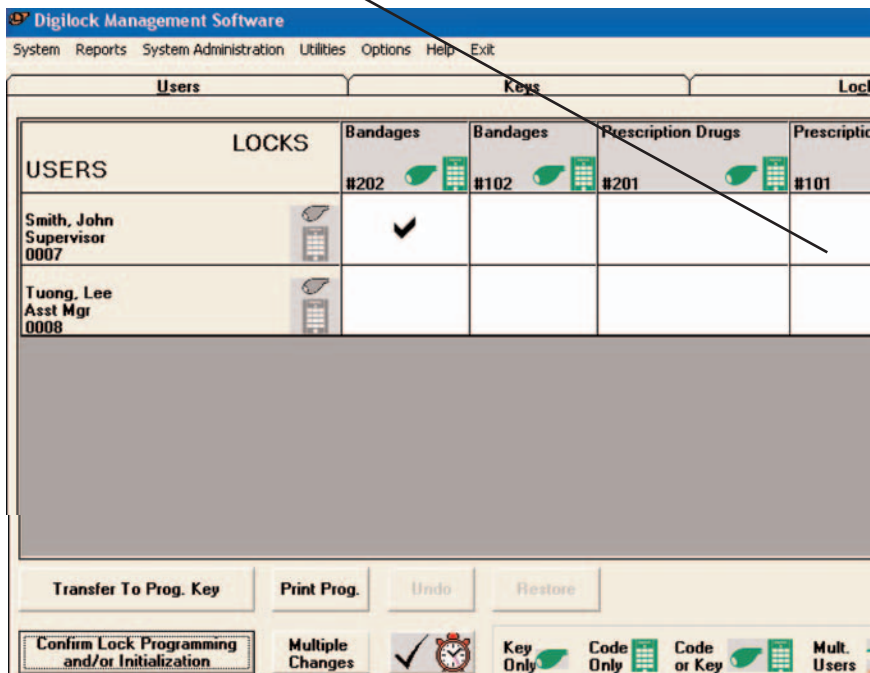 Digilock Management Software
System Reports System Administration Utilities Options Help Exit
Users Keys Lock
LOCKS
USERS
Bandages
#202
Bandages
#102
Prescription Drugs
#201
Prescriptio
#101
Smith, John
Supervisor
0007
Tuong, Lee
Asst Mgr
0008
Transfer To Prog. Key Print Prog. Undo Restore
Confirm Lock Programming
and/or Initialization
Multiple
Changes
Key
Only
Code
Only
Code
or Key
Mult.
Users